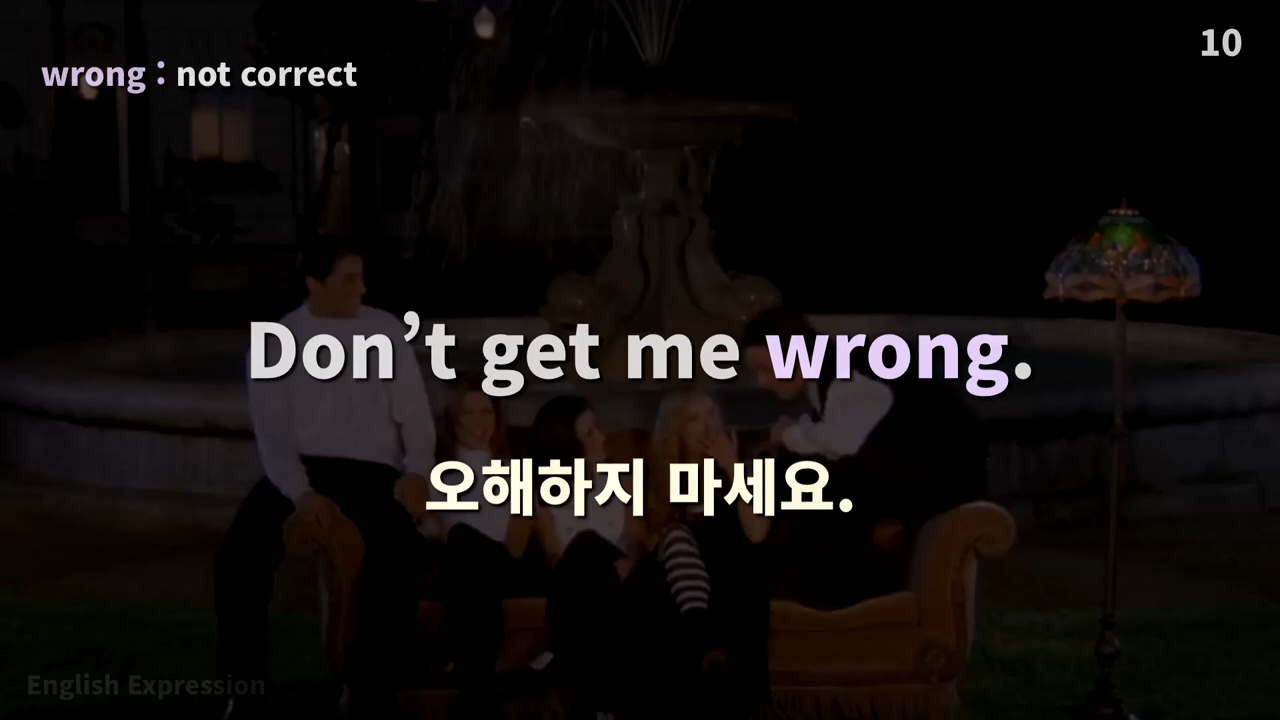 10
wrong : not correct
Don’t get me wrong.
오해하지 마세요.
English Expression